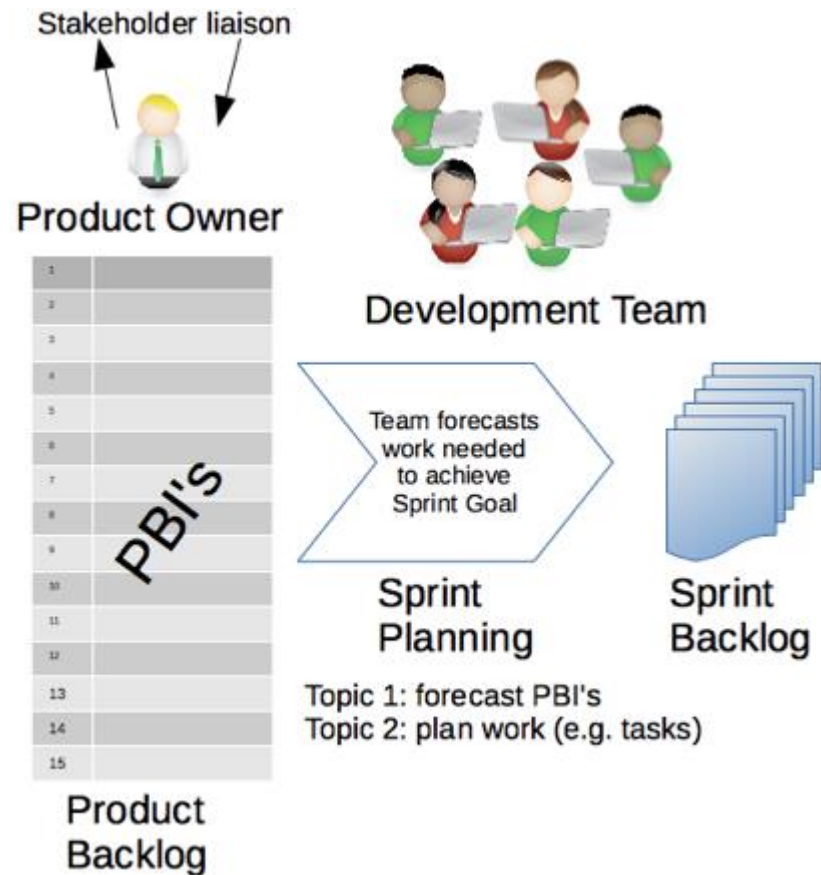 Stakeholder liaison
Product Owner
1
2
3
4
5
6
7
8
9
10
11
12
13
14
15
PBI's
Product
Backlog
Development Team
Team forecasts
work needed
to achieve
Sprint Goal
Sprint
Planning
Sprint
Backlog
Topic 1: forecast PBI's
Topic 2: plan work (e.g. tasks)